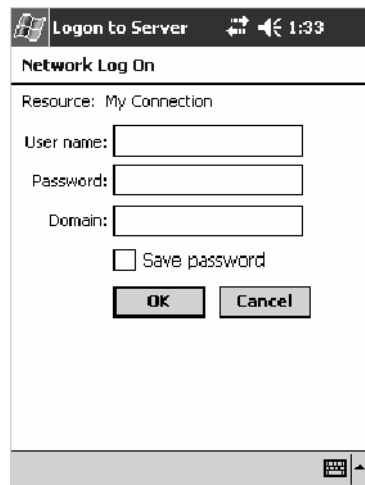 Logon to Server 1:33
Network Log On
Resource: My Connection
User name:
Password:
Domain:
Save password
OK Cancel